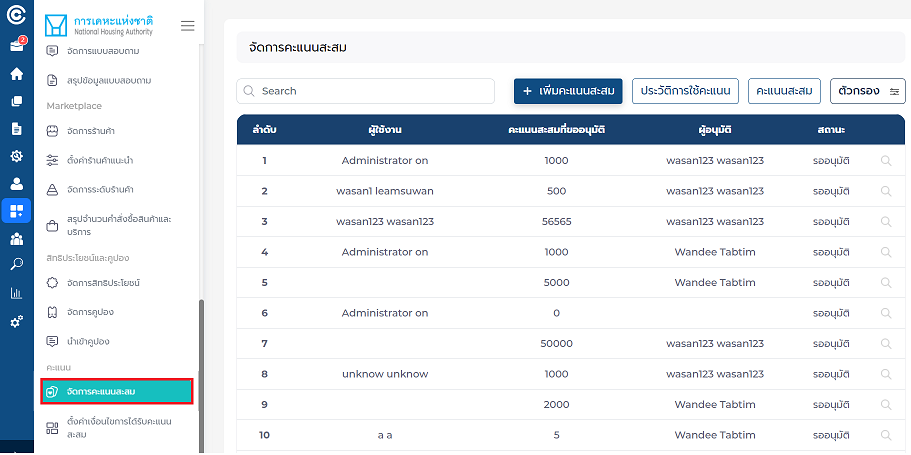 2
การเคหะแห่งชาติ
National Housing Authority
จัดการแบบสอบถาม
สรุปข้อมูลแบบสอบถาม
Marketplace
จัดการร้านค้า
ตั้งค่าร้านค้าแนะนำ
จัดการระดับร้านค้า
สรุปจำนวนคำสั่งซื้อสินค้าและ
บริการ
สิทธิประโยชน์และคูปอง
จัดการสิทธิประโยชน์
จัดการคูปอง
นำเข้าคูปอง
คะแนน
จัดการคะแนนสะสม
ตั้งค่าเงื่อนไขการได้รับคะแนน
สะสม
จัดการคะแนนสะสม
Search + เพิ่มคะแนนสะสม ประวัติการใช้คะแนน คะแนนสะสม ตัวกรอง
ลำดับ ผู้ใช้งาน คะแนนสะสมที่ขออนุมัติ ผู้อนุมัติ สถานะ
1 Administrator on 1000 wasan123 wasan123 รออนุมัติ
2 wasan1 leamsuwan 500 wasan123 wasan123 รออนุมัติ
3 wasan123 wasan123 56565 wasan123 wasan123 รออนุมัติ
4 Administrator on 1000 Wandee Tabtim รออนุมัติ
5 5000 Wandee Tabtim รออนุมัติ
6 Administrator on 0 รออนุมัติ
7 50000 wasan123 wasan123 รออนุมัติ
8 unknow unknow 1000 wasan123 wasan123 รออนุมัติ
9 2000 Wandee Tabtim รออนุมัติ
10 a a 5 Wandee Tabtim รออนุมัติ